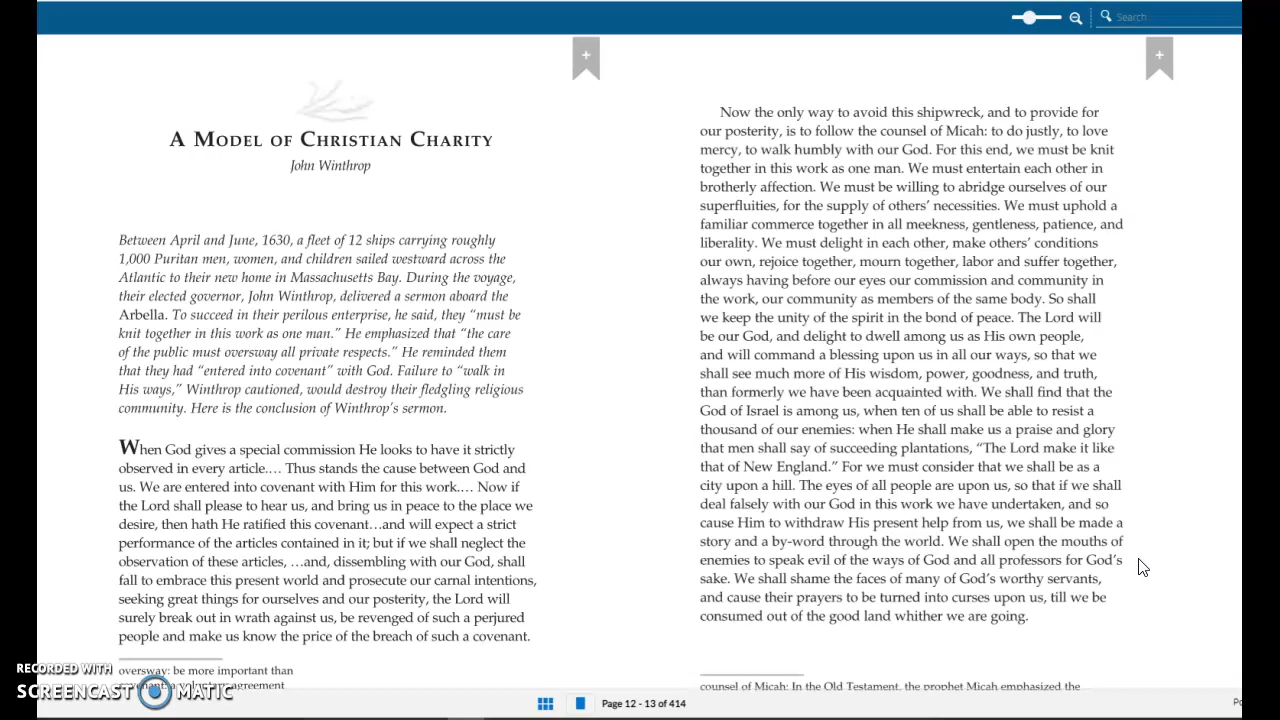 Search
+
+
A Model of Christian Charity
John Winthrop
Between April and June, 1630, a fleet of 12 ships carrying roughly
1,000 Puritan men, women, and children sailed westward across the
Atlantic to their new home in Massachusetts Bay. During the voyage,
their elected governor, John Winthrop, delivered a sermon aboard the
Arbella. To succeed in their perilous enterprise, he said, they “must be
knit together in this work as one man.” He emphasized that “the care
of the public must oversway all private respects.” He reminded them
that they had “entered into covenant” with God. Failure to “walk in
His ways,” Winthrop cautioned, would destroy their fledgling religious
community. Here is the conclusion of Winthrop’s sermon.
When God gives a special commission He looks to have it strictly
observed in every article.… Thus stands the cause between God and
us. We are entered into covenant with Him for this work.… Now if
the Lord shall please to hear us, and bring us in peace to the place we
desire, then hath He ratified this covenant…and will expect a strict
performance of the articles contained in it; but if we shall neglect the
observation of these articles, …and, dissembling with our God, shall
fall to embrace this present world and prosecute our carnal intentions,
seeking great things for ourselves and our posterity, the Lord will
surely break out in wrath against us, be revenged of such a perjured
people and make us know the price of the breach of such a covenant.
oversway: be more important than
covenant: a voluntary agreement
Now the only way to avoid this shipwreck, and to provide for
our posterity, is to follow the counsel of Micah: to do justly, to love
mercy, to walk humbly with our God. For this end, we must be knit
together in this work as one man. We must entertain each other in
brotherly affection. We must be willing to abridge ourselves of our
superfluities, for the supply of others’ necessities. We must uphold a
familiar commerce together in all meekness, gentleness, patience, and
liberality. We must delight in each other, make others’ conditions
our own, rejoice together, mourn together, labor and suffer together,
always having before our eyes our commission and community in
the work, our community as members of the same body. So shall
we keep the unity of the spirit in the bond of peace. The Lord will
be our God, and delight to dwell among us as His own people,
and will command a blessing upon us in all our ways, so that we
shall see much more of His wisdom, power, goodness, and truth,
than formerly we have been acquainted with. We shall find that the
God of Israel is among us, when ten of us shall be able to resist a
thousand of our enemies: when He shall make us a praise and glory
that men shall say of succeeding plantations, “The Lord make it like
that of New England.” For we must consider that we shall be as a
city upon a hill. The eyes of all people are upon us, so that if we shall
deal falsely with our God in this work we have undertaken, and so
cause Him to withdraw His present help from us, we shall be made a
story and a by-word through the world. We shall open the mouths of
enemies to speak evil of the ways of God and all professors for God’s
sake. We shall shame the faces of many of God’s worthy servants,
and cause their prayers to be turned into curses upon us, till we be
consumed out of the good land whither we are going.
counsel of Micah: In the Old Testament, the prophet Micah emphasized the
Page 12 - 13 of 414
RECORDED WITH
SCREENCAST MATIC